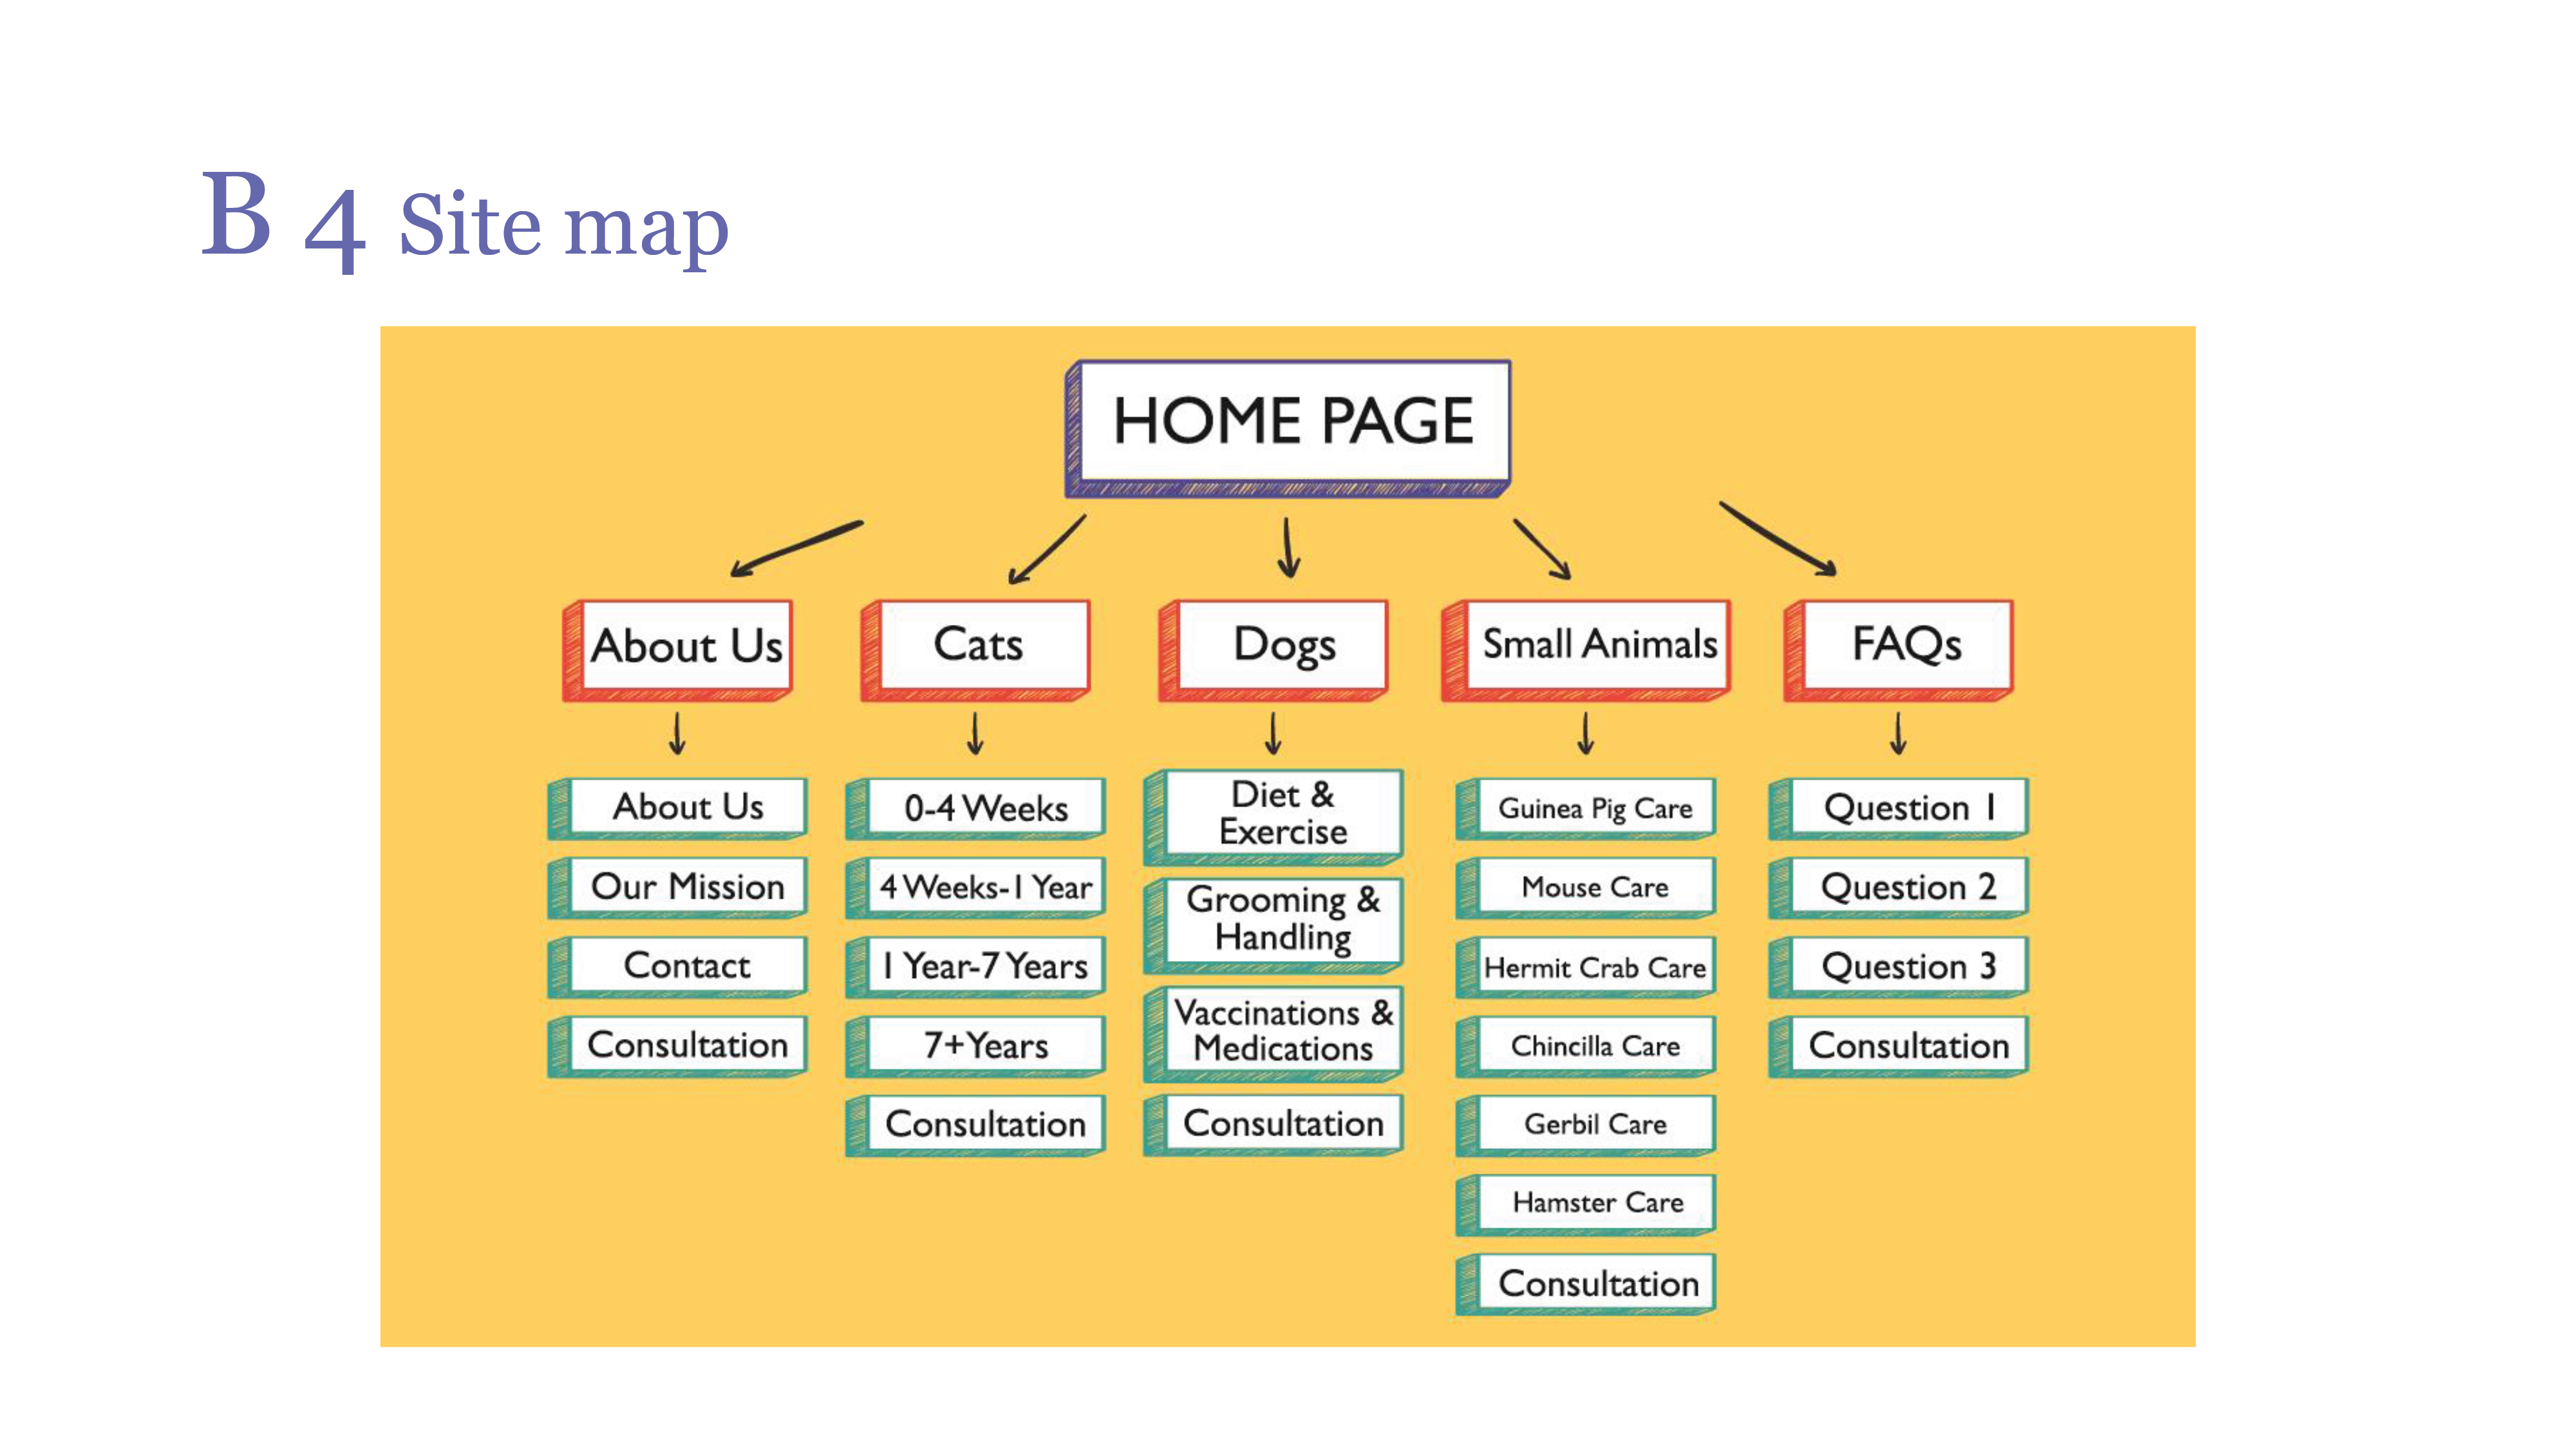 B 4 Site map
HOME PAGE
About Us
Cats
Dogs
Small Animals
FAQs
About Us
Our Mission
Contact
Consultation
0-4 Weeks
4 Weeks-1 Year
1 Year-7 Years
7+Years
Consultation
Diet &
Exercise
Grooming &
Handling
Vaccinations &
Medications
Consultation
Guinea Pig Care
Mouse Care
Hermit Crab Care
Chincilla Care
Gerbil Care
Hamster Care
Consultation
Question 1
Question 2
Question 3
Consultation